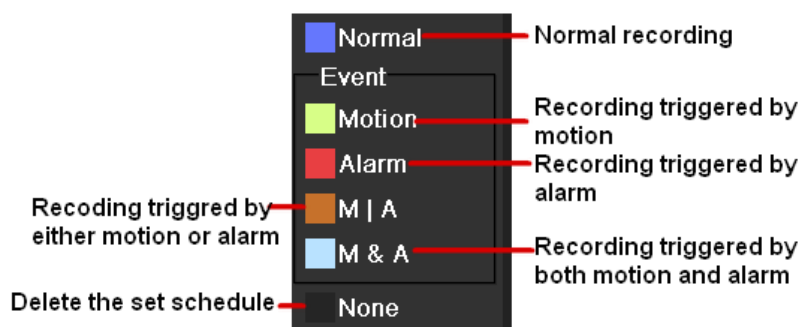 Normal
Normal recording
Event
Motion
Recording triggered by
motion
Alarm
Recording triggered by
alarm
Recoding triggred by
either motion or alarm
M | A
M & A
Recording triggered by
both motion and alarm
Delete the set schedule
None